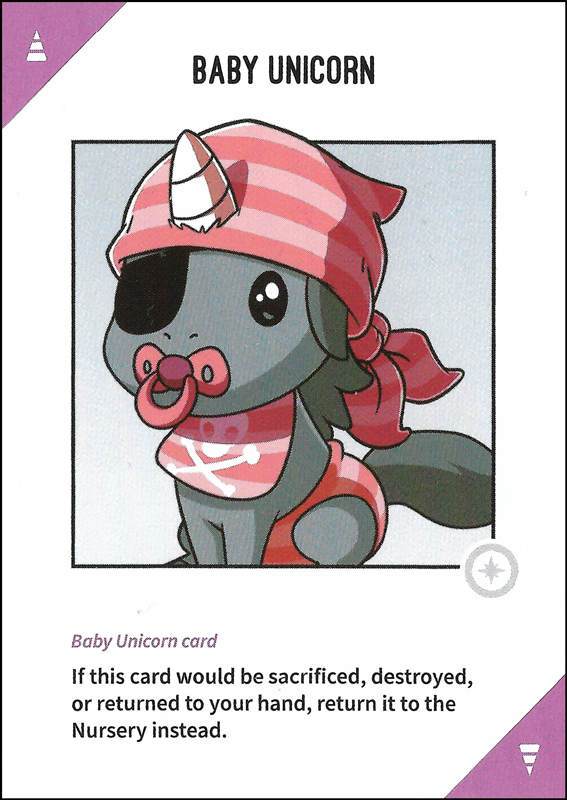 BABY UNICORN
Baby Unicorn card
If this card would be sacrificed, destroyed,
or returned to your hand, return it to the
Nursery instead.